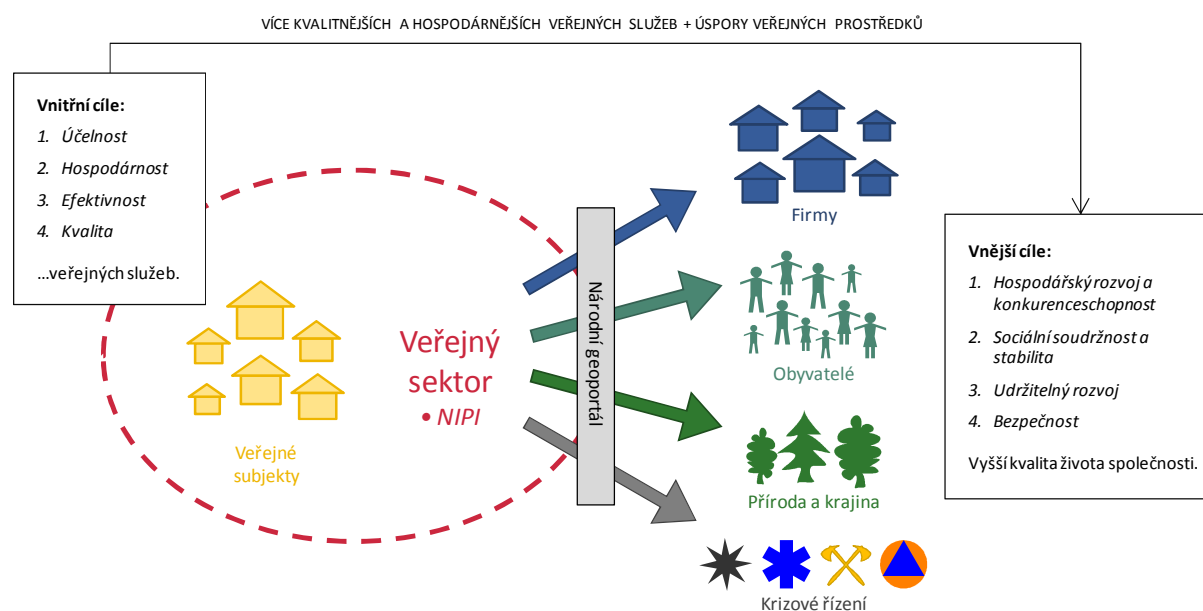 VÍCE KVALITNĚJŠÍCH A HOSPODÁRNĚJŠÍCH VEŘEJNÝCH SLUŽEB + ÚSPORY VEŘEJNÝCH PROSTŘEDKŮ
Vnitřní cíle:
1. Účelnost
2. Hospodárnost
3. Efektivnost
4. Kvalita
...veřejných služeb.
Veřejné
subjekty
Veřejný
sektor
• NIPI
Národní geoportál
Firmy
Obyvatelé
Příroda a krajina
Krizové řízení
Vnější cíle:
1. Hospodářský rozvoj a
konkurenceschopnost
2. Sociální soudržnost a
stabilita
3. Udržitelný rozvoj
4. Bezpečnost
Vyšší kvalita života společnosti.